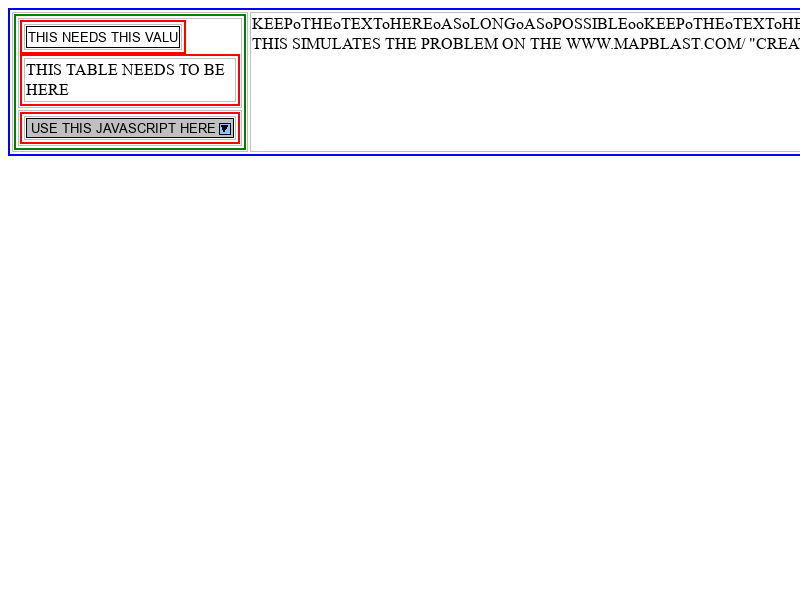 THIS NEEDS THIS VALU
THIS TABLE NEEDS TO BE
HERE
USE THIS JAVASCRIPT HERE
KEEPoTHEoTEXToHEREoASoLONGoASoPOSSIBLEooKEEPoTHEoTEXToHE
THIS SIMULATES THE PROBLEM ON THE WWW.MAPBLAST.COM/ "CREA